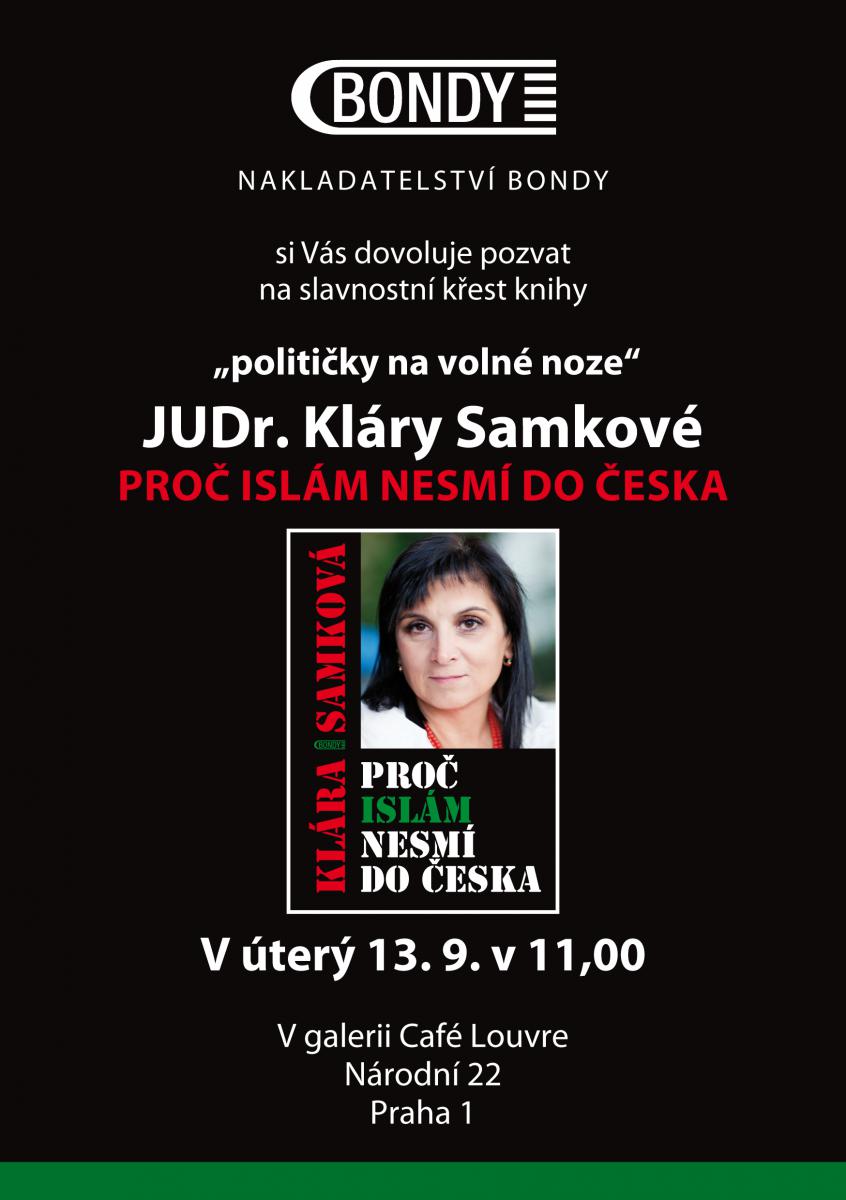 BONDY
NAKLADATELSTVÍ BONDY
si Vás dovoluje pozvat
na slavnostní křest knihy
„političky na volné noze“
JUDr. Kláry Samkové
PROČ ISLÁM NESMÍ DO ČESKA
KLÁRA BONDY SAMKOVÁ
PROČ
ISLÁM
NESMÍ
DO ČESKA
V úterý 13. 9. v 11,00
V galerii Café Louvre
Národní 22
Praha 1